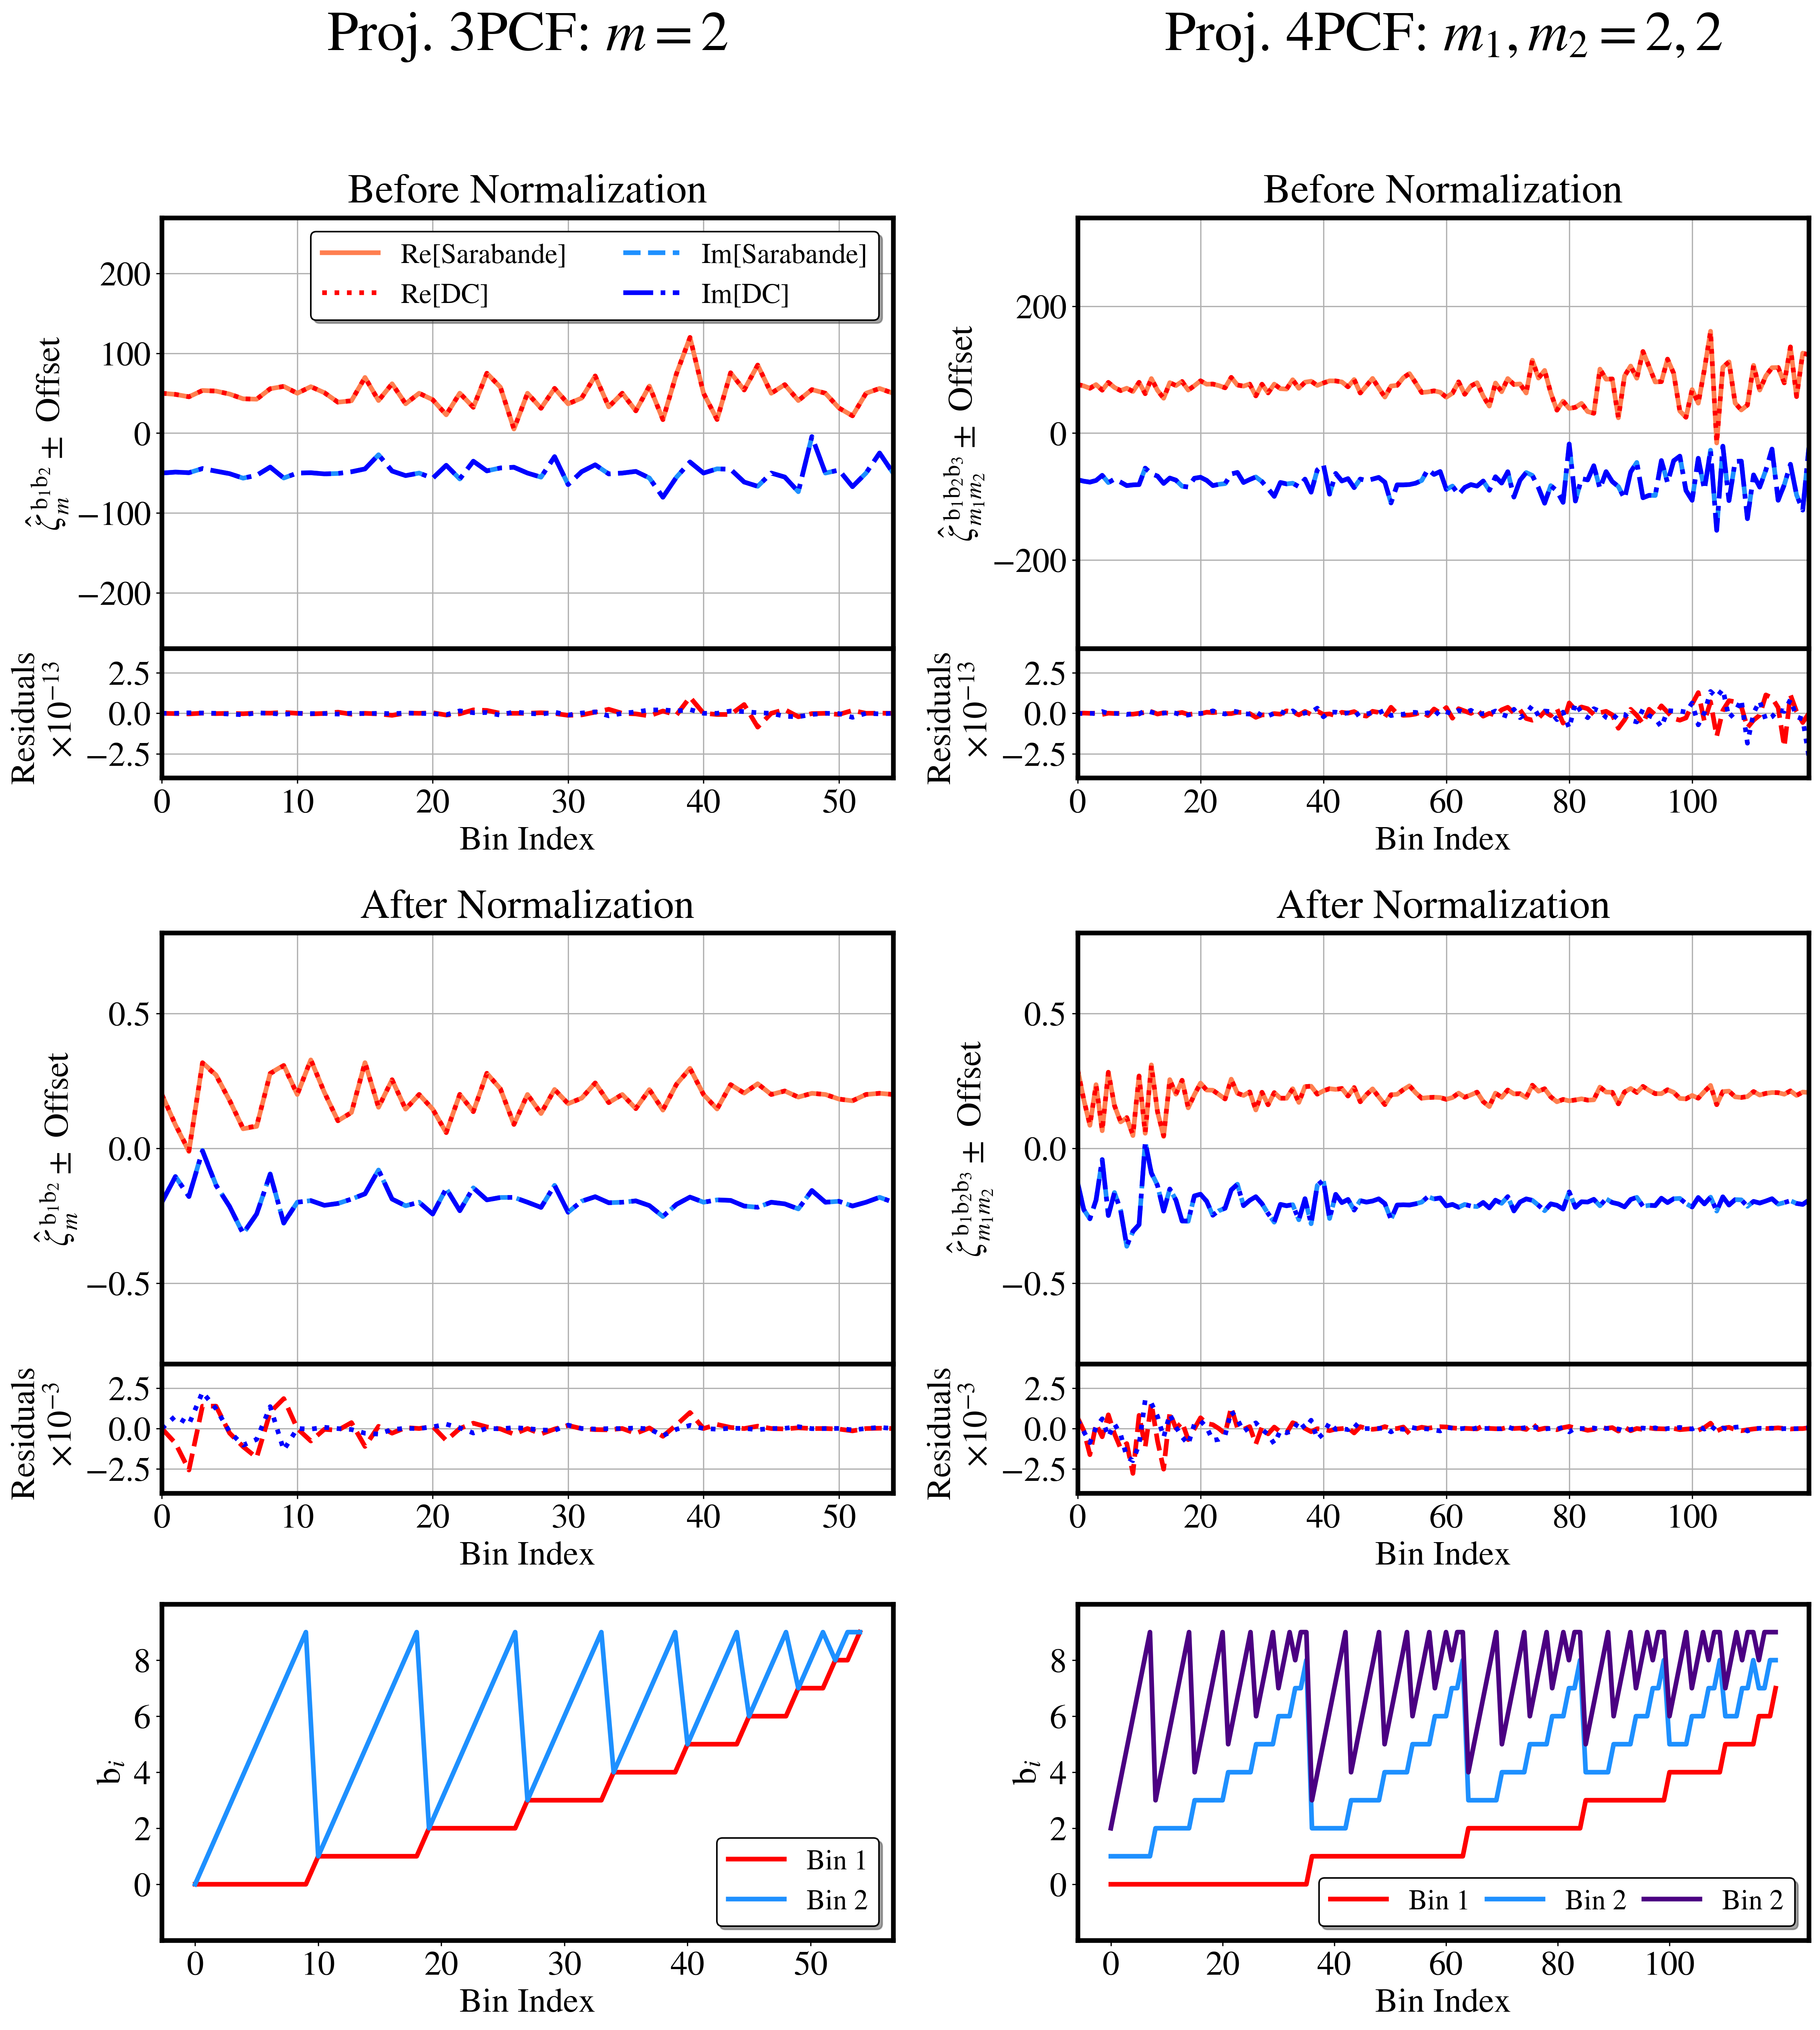 Proj. 3PCF: m = 2
Proj. 4PCF: m₁, m₂ = 2, 2
Before Normalization
Re[Sarabande]
Im[Sarabande]
Re[DC]
Im[DC]
200
100
0
−100
−200
ζ̂ₘ^b₁b₂ ± Offset
2.5
0.0
−2.5
Residuals
×10⁻¹³
0 10 20 30 40 50
Bin Index
Before Normalization
200
0
−200
ζ̂ₘ₁ₘ₂^b₁b₂b₃ ± Offset
2.5
0.0
−2.5
Residuals
×10⁻¹³
0 20 40 60 80 100
Bin Index
After Normalization
0.5
0.0
−0.5
ζ̂ₘ^b₁b₂ ± Offset
2.5
0.0
−2.5
Residuals
×10⁻³
0 10 20 30 40 50
Bin Index
After Normalization
0.5
0.0
−0.5
ζ̂ₘ₁ₘ₂^b₁b₂b₃ ± Offset
2.5
0.0
−2.5
Residuals
×10⁻³
0 20 40 60 80 100
Bin Index
8
6
4
2
0
bᵢ
Bin 1
Bin 2
0 10 20 30 40 50
Bin Index
8
6
4
2
0
bᵢ
Bin 1 Bin 2 Bin 2
0 20 40 60 80 100
Bin Index